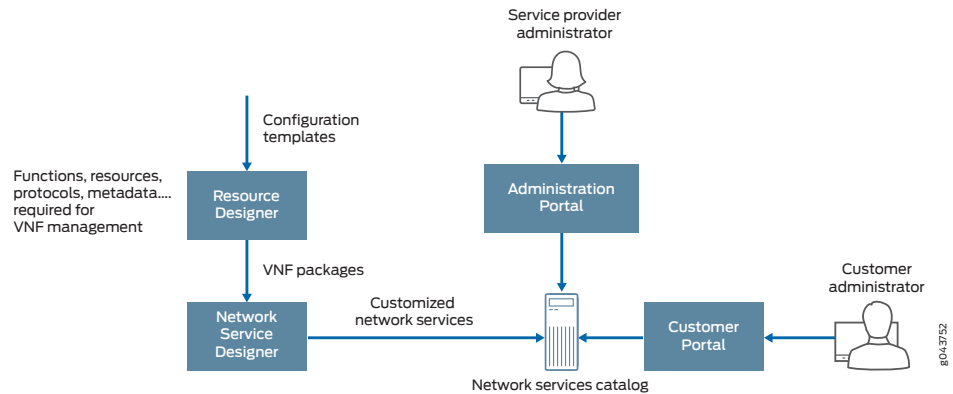 Service provider
administrator
Configuration
templates
Functions, resources,
protocols, metadata....
required for
VNF management
Resource
Designer
Administration
Portal
VNF packages
Customer
administrator
Network
Service
Designer
Customized
network services
Customer
Portal
Network services catalog
g043752